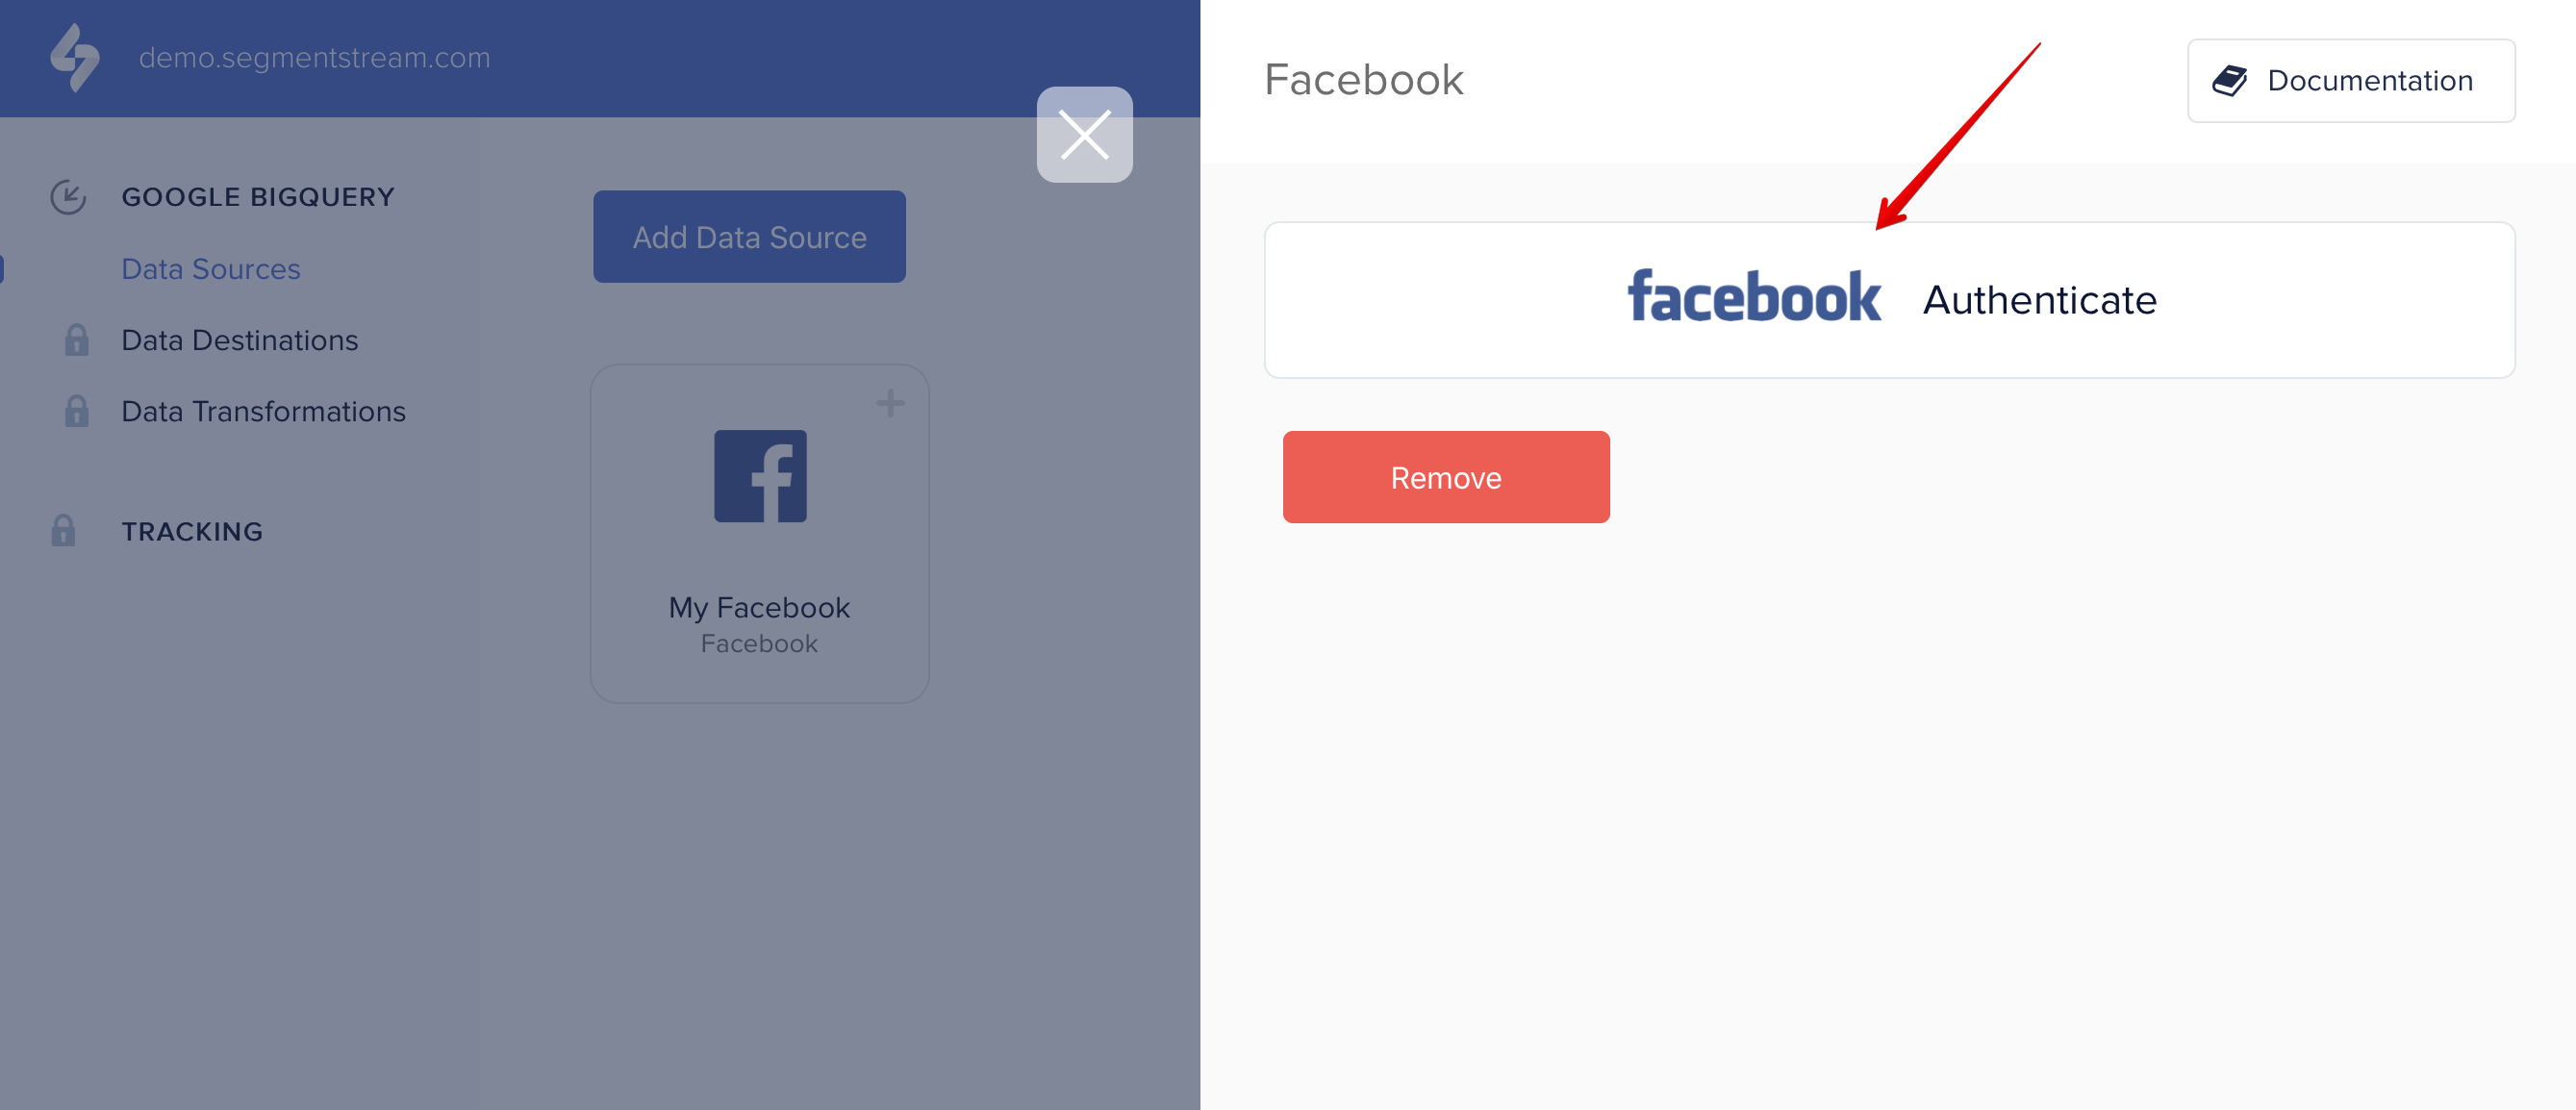 demo.segmentstream.com
GOOGLE BIGQUERY
Data Sources
Data Destinations
Data Transformations
TRACKING
Add Data Source
My Facebook
Facebook
Facebook
Documentation
facebook Authenticate
Remove